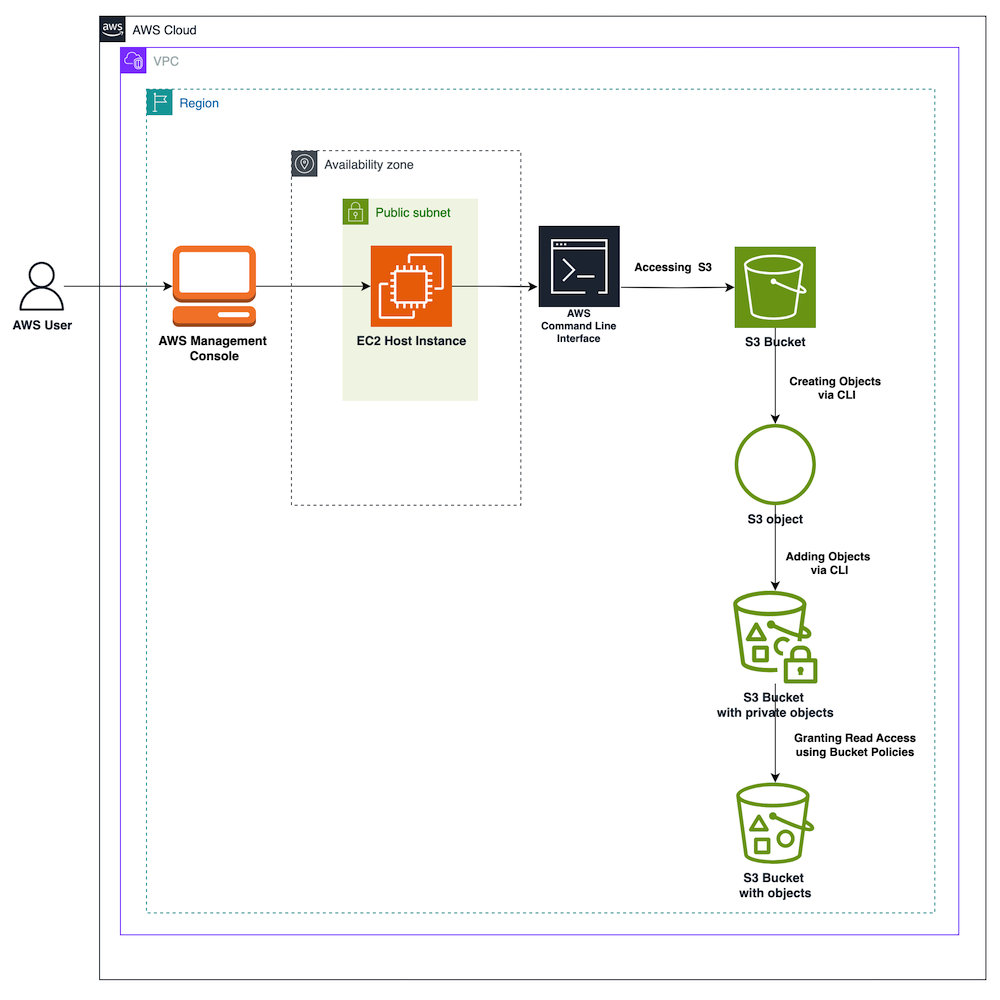 aws
AWS Cloud
VPC
Region
Availability zone
Public subnet
AWS User
AWS Management
Console
EC2 Host Instance
AWS
Command Line
Interface
Accessing S3
S3 Bucket
Creating Objects
via CLI
S3 object
Adding Objects
via CLI
S3 Bucket
with private objects
Granting Read Access
using Bucket Policies
S3 Bucket
with objects